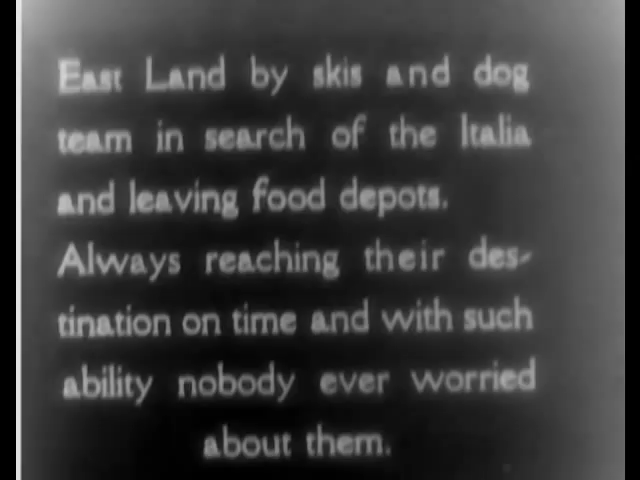 East Land by skis and dog
team in search of the Italia
and leaving food depots.
Always reaching their des-
tination on time and with such
ability nobody ever worried
about them.